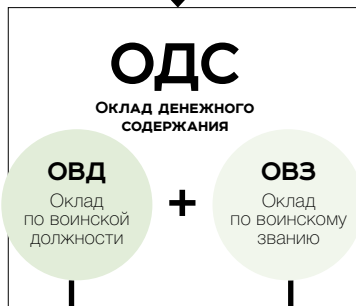 ОДС
Оклад денежного
содержания
ОВД
Оклад
по воинской
должности
+
ОВЗ
Оклад
по воинскому
званию